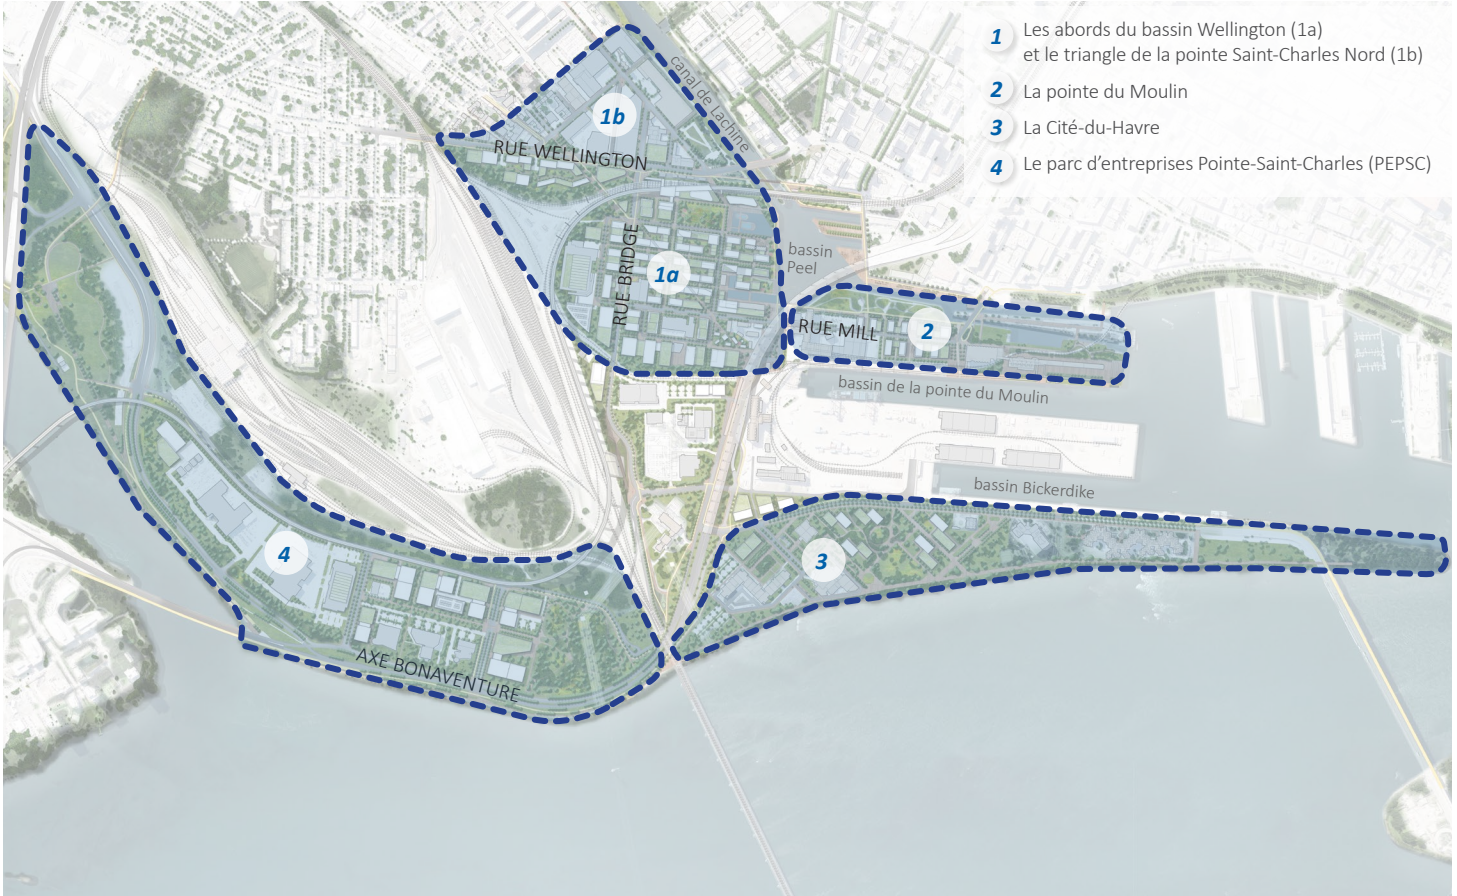 1 Les abords du bassin Wellington (1a)
et le triangle de la pointe Saint-Charles Nord (1b)
2 La pointe du Moulin
3 La Cité-du-Havre
4 Le parc d’entreprises Pointe-Saint-Charles (PEPSC)
canal de Lachine
1b
RUE WELLINGTON
RUE BRIDGE
1a
bassin
Peel
RUE MILL
2
bassin de la pointe du Moulin
bassin Bickerdike
3
4
AXE BONAVENTURE